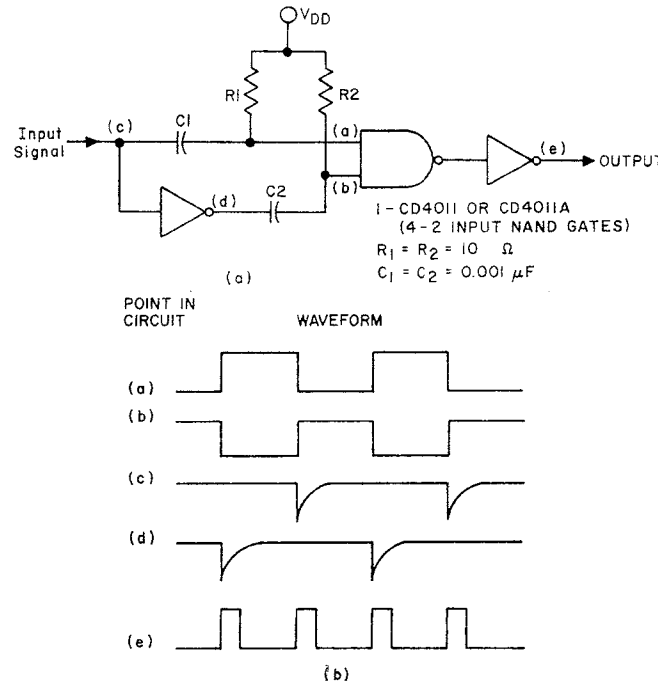 VDD
R1
R2
C1
(c)
(a)
(e)
Input
Signal
OUTPUT
(d)
C2
(b)
1-CD4011 OR CD4011A
(4-2 INPUT NAND GATES)
R1 = R2 = 10 Ω
C1 = C2 = 0.001 μF
(a)
POINT IN
CIRCUIT
WAVEFORM
(a)
(b)
(c)
(d)
(e)
(b)